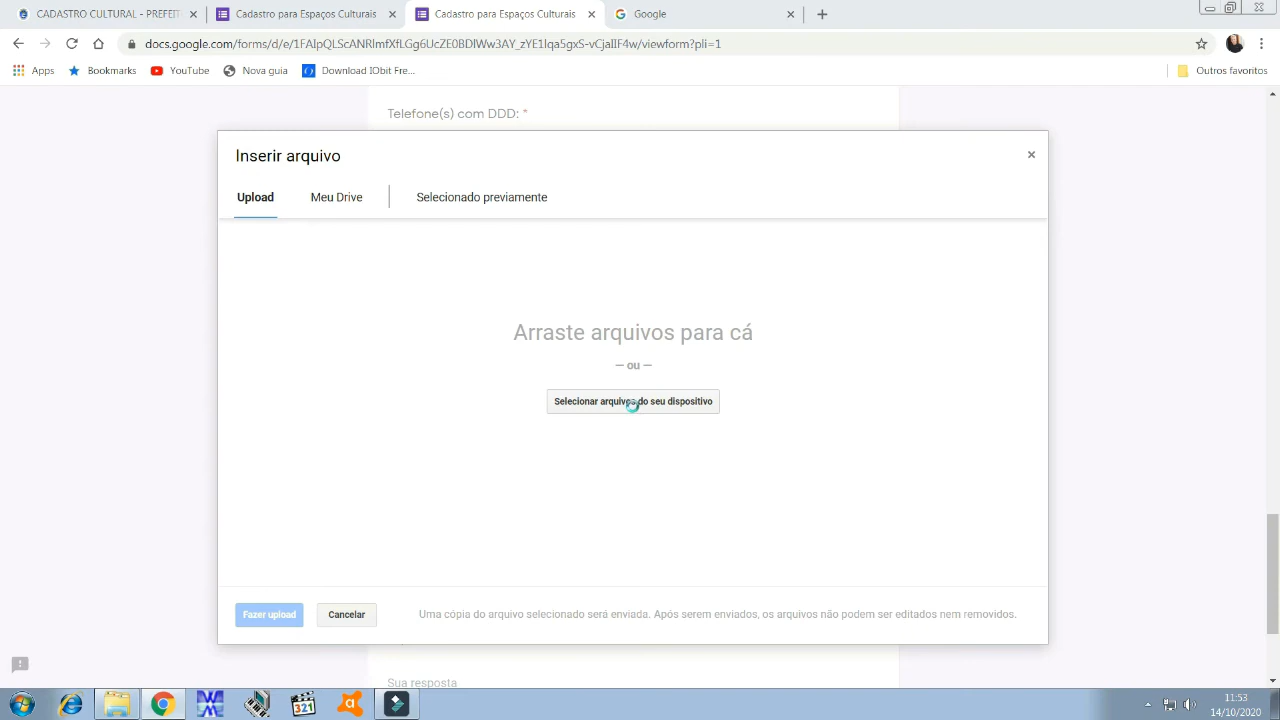 CADASTRO CULTURAL - PREFEIT
Cadastro para Espaços Culturais
Cadastro para Espaços Culturais
Google
docs.google.com/forms/d/e/1FAIpQLScANRlmfXfLGg6UcZE0BDlWw3AY_zYE1lqa5gxS-vCjaIIF4w/viewform?pli=1
Apps
Bookmarks
YouTube
Nova guia
Download IObit Fre...
Outros favoritos
Telefone(s) com DDD: *
Inserir arquivo
Upload
Meu Drive
Selecionado previamente
Arraste arquivos para cá
— ou —
Selecionar arquivos do seu dispositivo
Fazer upload
Cancelar
Uma cópia do arquivo selecionado será enviada. Após serem enviados, os arquivos não podem ser editados nem removidos.
Sua resposta
321
11:53
14/10/2020